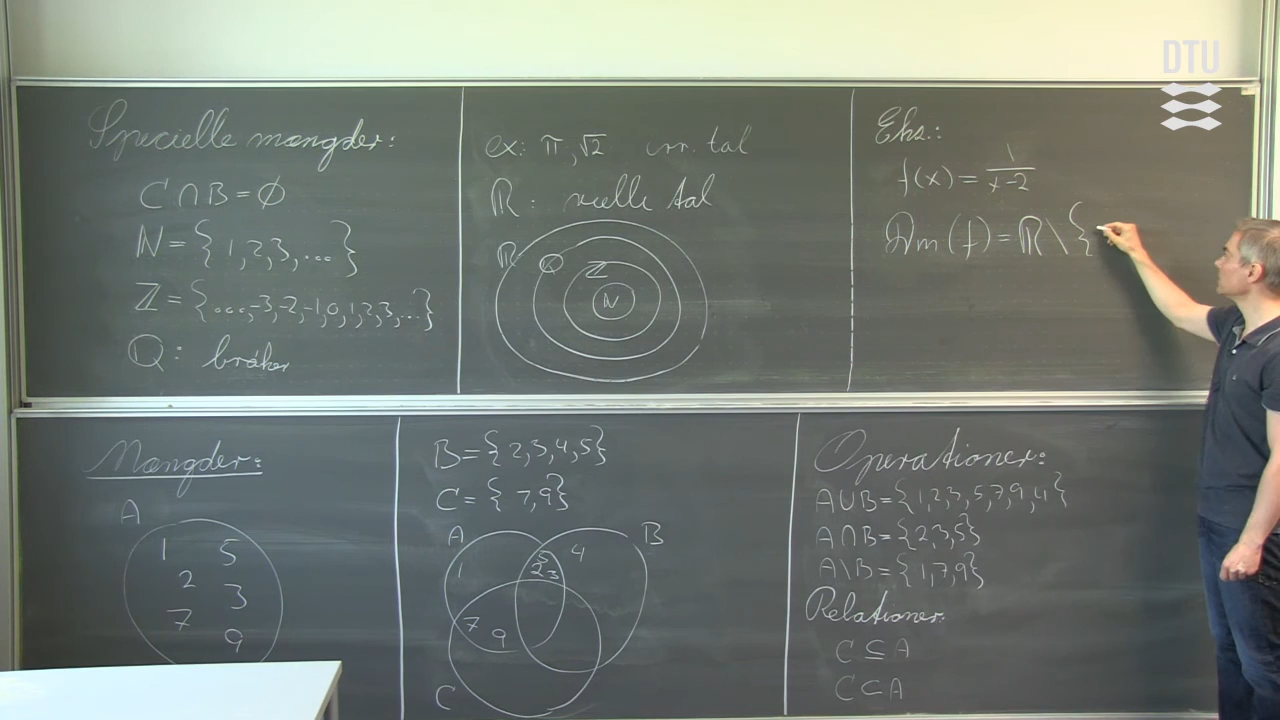 DTU
Specielle mængder:
C ∩ B = ∅
ℕ = {1,2,3,...}
ℤ = {...,-3,-2,-1,0,1,2,3,...}
ℚ: brøker
ex: π, √2 irr. tal
ℝ: reelle tal
ℝ ℚ ℤ ℕ
Eks.:
f(x) = 1/(x-2)
Dm(f) = ℝ \ {
Mængder:
A
1 5
2 3
7 9
B = {2,3,4,5}
C = {7,9}
A B
1 5 2 3 4
7 9
C
Operationer:
A∪B = {1,2,3,5,7,9,4}
A∩B = {2,3,5}
A\B = {1,7,9}
Relationer:
C ⊆ A
C ⊂ A